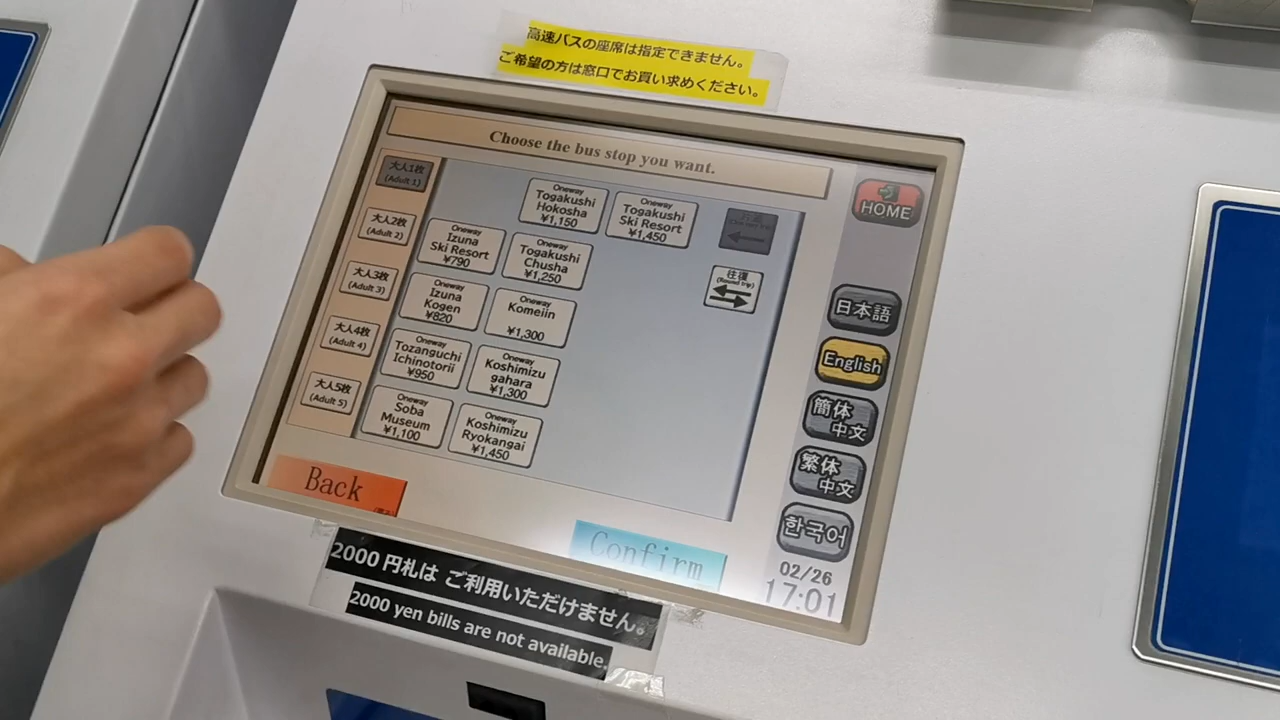 高速バスの座席は指定できません。
ご希望の方は窓口でお買い求めください。
Choose the bus stop you want.
大人1枚
(Adult 1)
大人2枚
(Adult 2)
大人3枚
(Adult 3)
大人4枚
(Adult 4)
大人5枚
(Adult 5)
Oneway
Togakushi
Hokosha
¥1,150
Oneway
Togakushi
Ski Resort
¥1,450
Oneway
Izuna
Ski Resort
¥790
Oneway
Togakushi
Chusha
¥1,250
Oneway
Izuna
Kogen
¥820
Oneway
Komeiin
¥1,300
Oneway
Tozanguchi
Ichinotorii
¥950
Oneway
Koshimizu
gahara
¥1,300
Oneway
Soba
Museum
¥1,100
Oneway
Koshimizu
Ryokangai
¥1,450
往復
(Round trip)
HOME
日本語
English
簡体
中文
繁体
中文
한국어
02/26
17:01
Back
Confirm
2000 円札は ご利用いただけません。
2000 yen bills are not available.